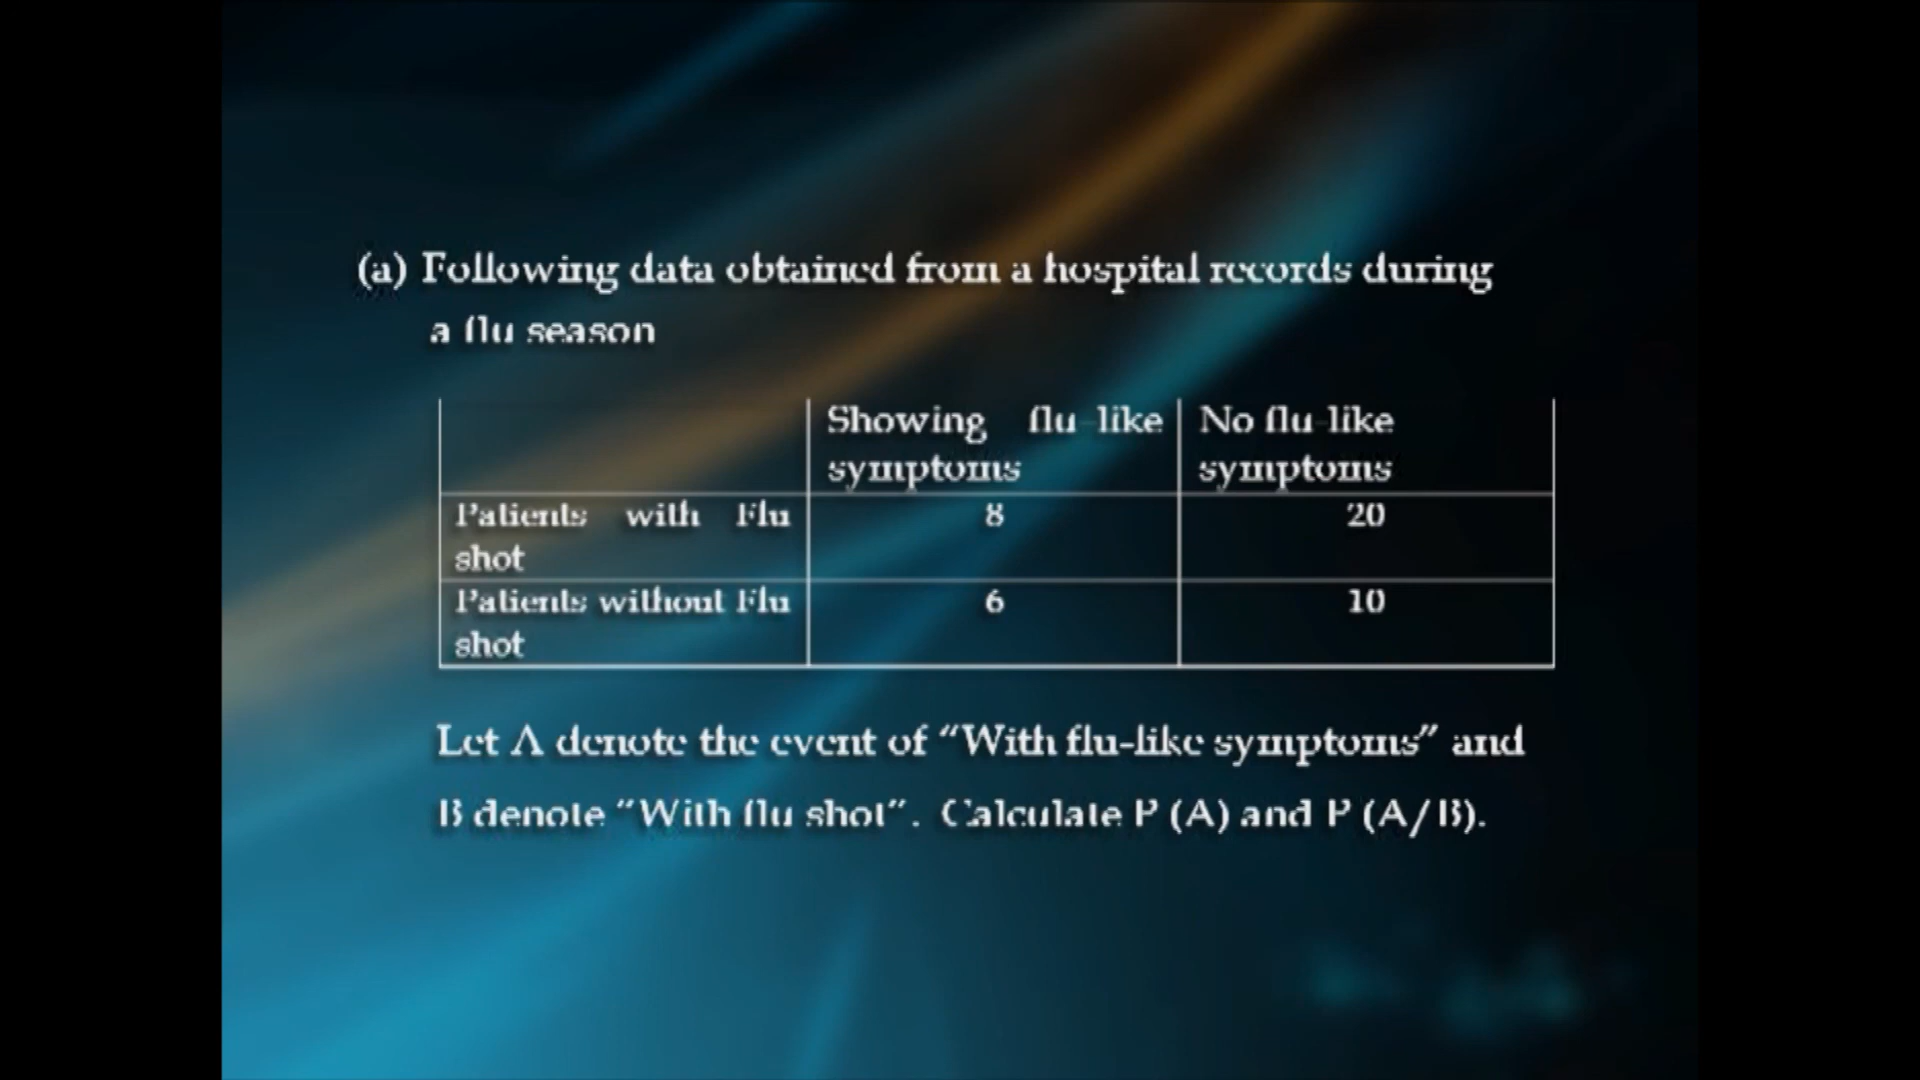 (a) Following data obtained from a hospital records during
a flu season
Showing flu-like
symptoms
No flu-like
symptoms
Patients with Flu
shot
8
20
Patients without Flu
shot
6
10
Let A denote the event of “With flu-like symptoms” and
B denote “With flu shot”. Calculate P (A) and P (A/B).